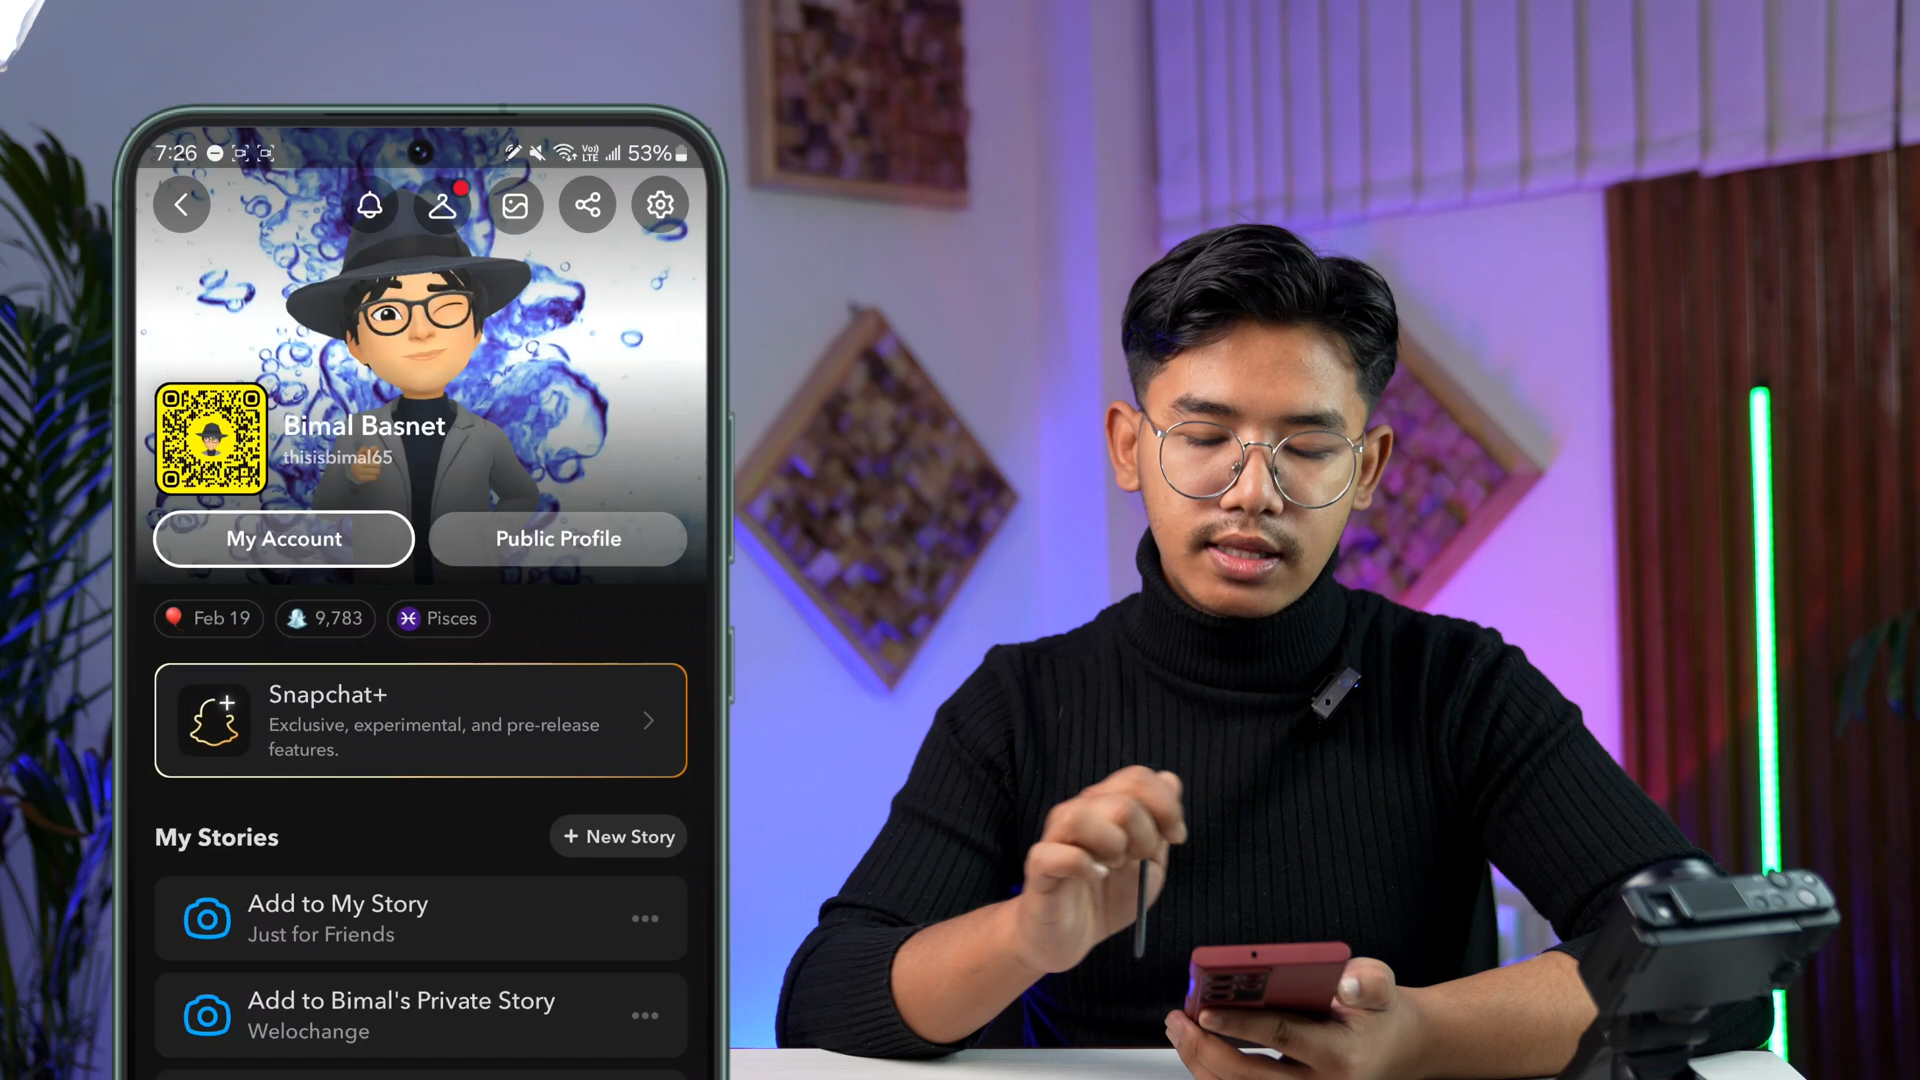 7:26
Vo))
LTE
53%
Bimal Basnet
thisisbimal65
My Account
Public Profile
Feb 19
9,783
Pisces
Snapchat+
Exclusive, experimental, and pre-release
features.
My Stories
+ New Story
Add to My Story
Just for Friends
Add to Bimal's Private Story
Welochange